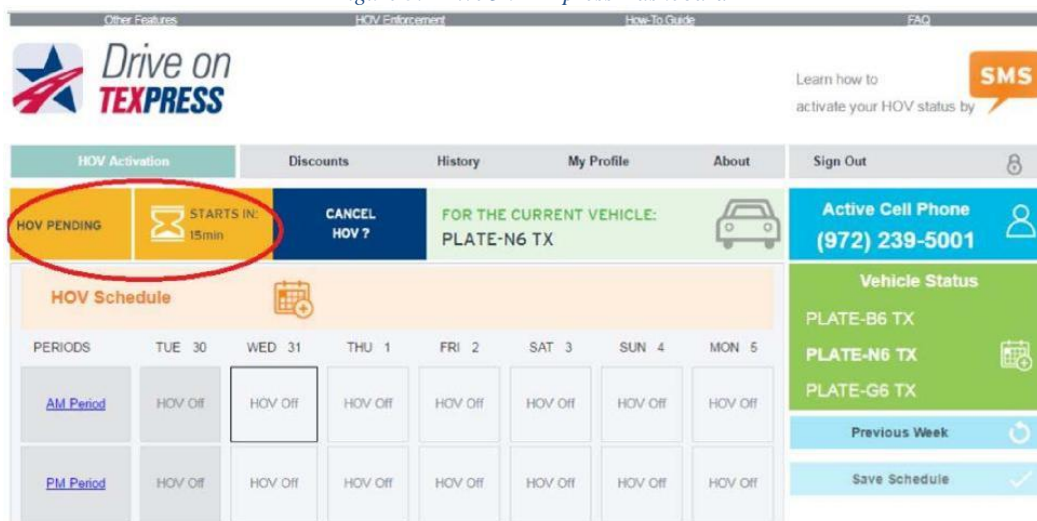 Other Features HOV Enforcement How-To Guide FAQ
Drive on
TEXPRESS
Learn how to
activate your HOV status by
SMS
HOV Activation Discounts History My Profile About Sign Out
HOV PENDING
STARTS IN:
15min
CANCEL
HOV ?
FOR THE CURRENT VEHICLE:
PLATE-N6 TX
Active Cell Phone
(972) 239-5001
HOV Schedule
Vehicle Status
PLATE-B6 TX
PLATE-N6 TX
PLATE-G6 TX
PERIODS TUE 30 WED 31 THU 1 FRI 2 SAT 3 SUN 4 MON 5
AM Period HOV Off HOV Off HOV Off HOV Off HOV Off HOV Off HOV Off
Previous Week
PM Period HOV Off HOV Off HOV Off HOV Off HOV Off HOV Off HOV Off
Save Schedule